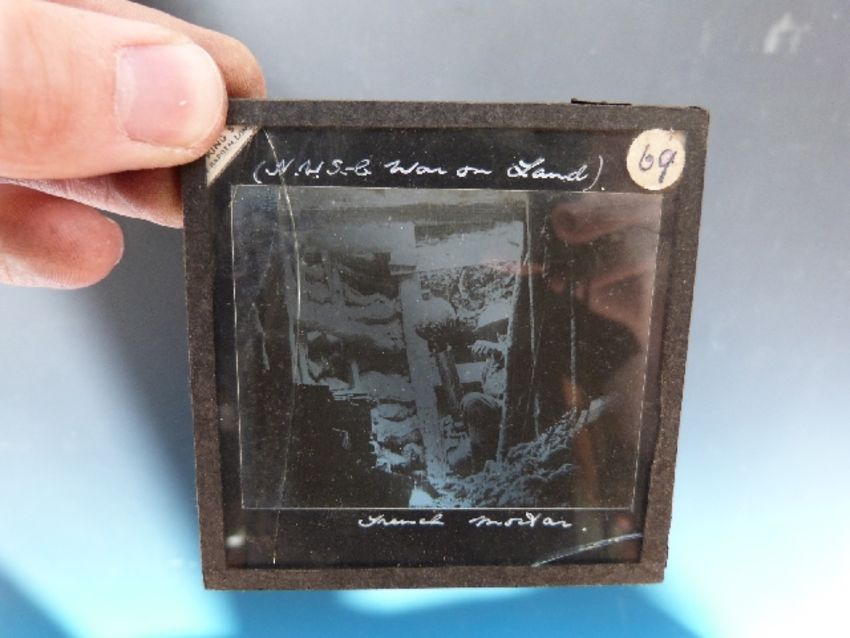 War on Land).
69
Trench mortar.